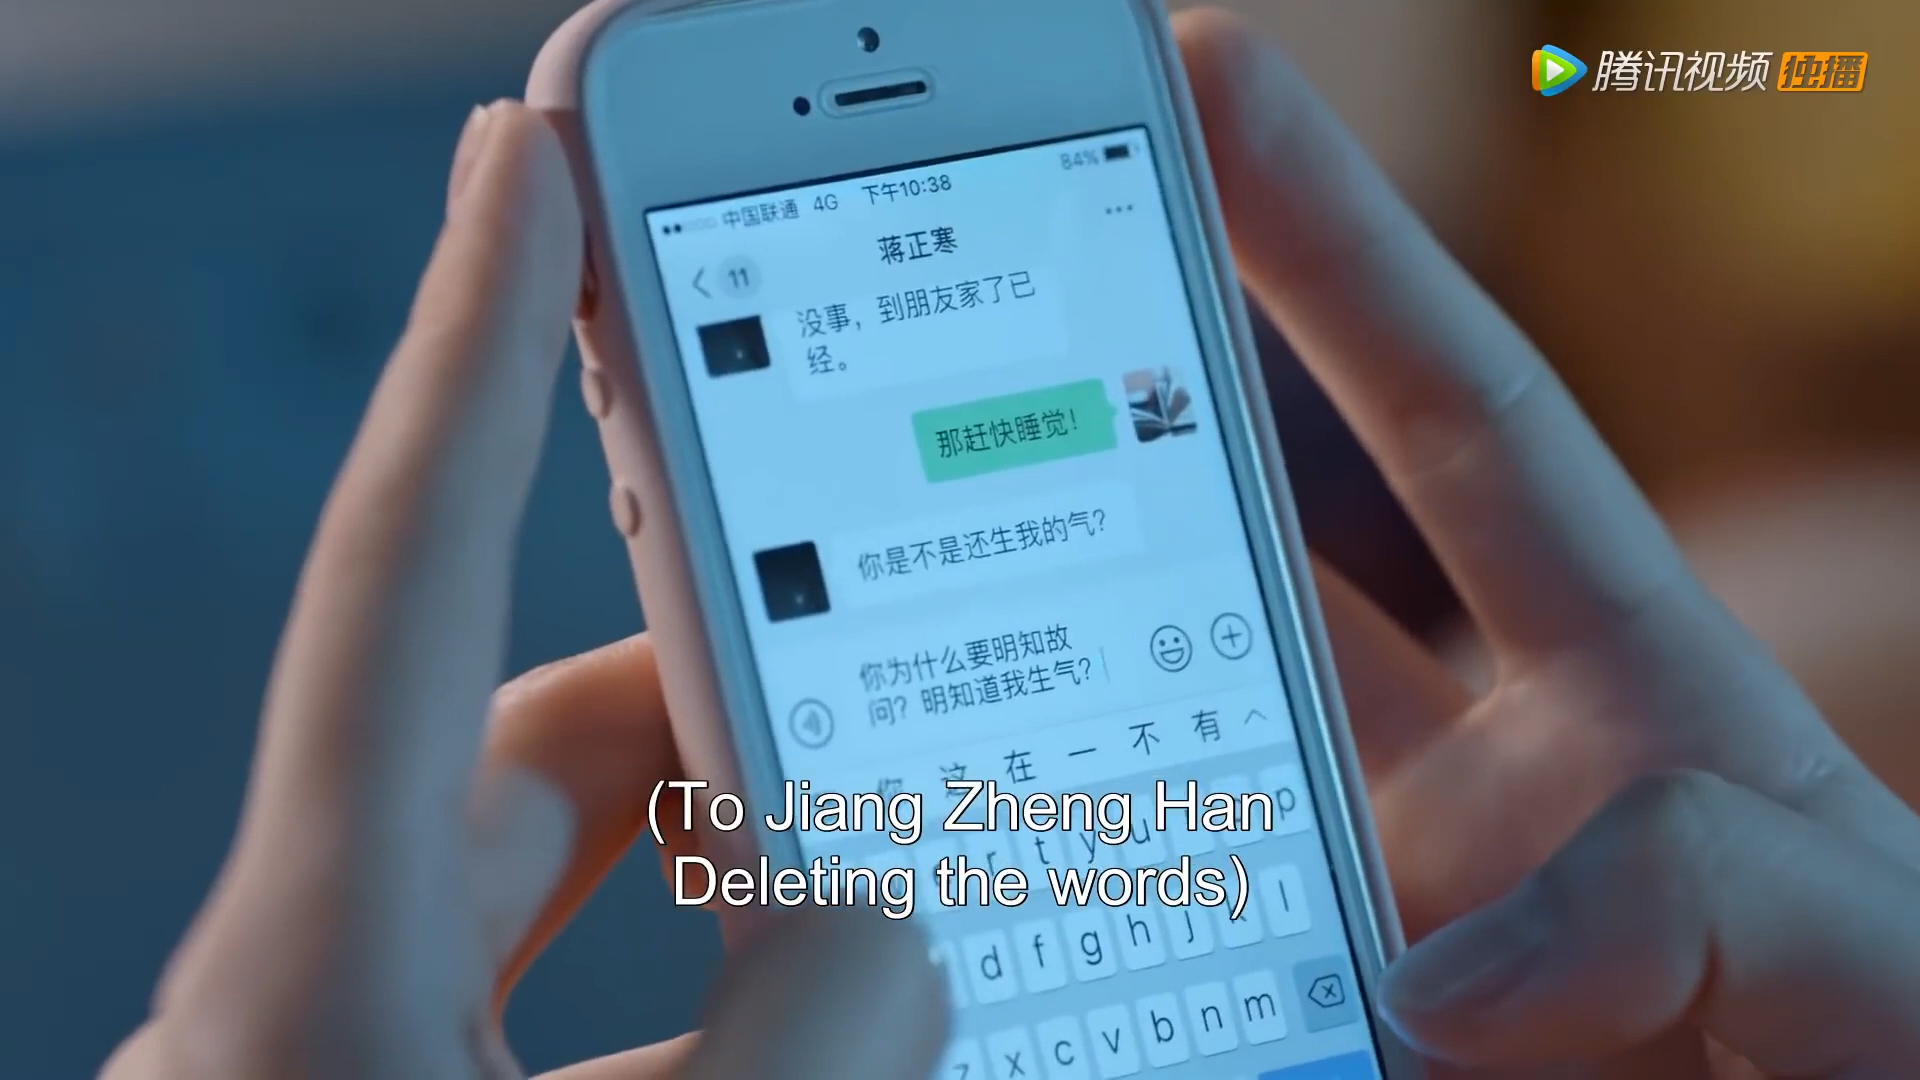 腾讯视频 独播
84%
中国联通 4G 下午10:38
蒋正寒
11
没事，到朋友家了已
经。
那赶快睡觉！
你是不是还生我的气？
你为什么要明知故
问？明知道我生气？
你 这 在 一 不 有
(To Jiang Zheng Han
Deleting the words)
r t y u p
d f g h j k l
z x c v b n m